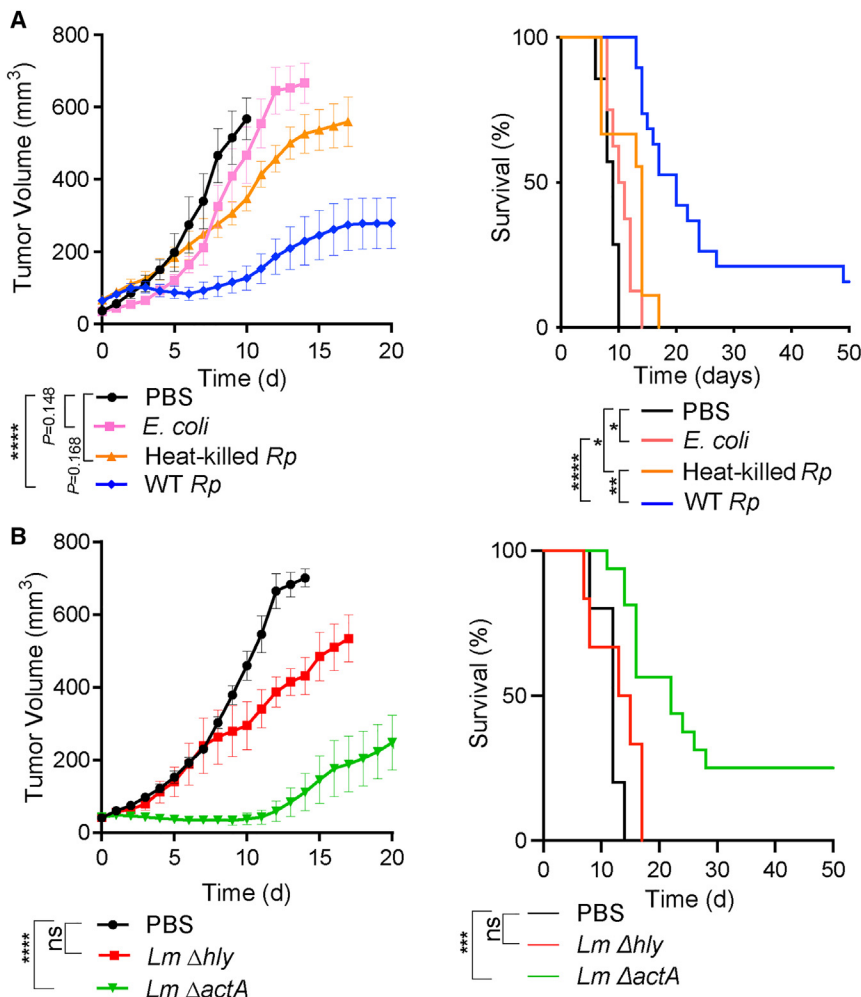 A
Tumor Volume (mm3)
800
600
400
200
0
0 5 10 15 20
Time (d)
**** P=0.148 P=0.168
PBS
E. coli
Heat-killed Rp
WT Rp
Survival (%)
100
50
0
0 10 20 30 40 50
Time (days)
**** * * **
PBS
E. coli
Heat-killed Rp
WT Rp
B
Tumor Volume (mm3)
800
600
400
200
0
0 5 10 15 20
Time (d)
**** ns
PBS
Lm Δhly
Lm ΔactA
Survival (%)
100
50
0
0 10 20 30 40 50
Time (d)
*** ns
PBS
Lm Δhly
Lm ΔactA